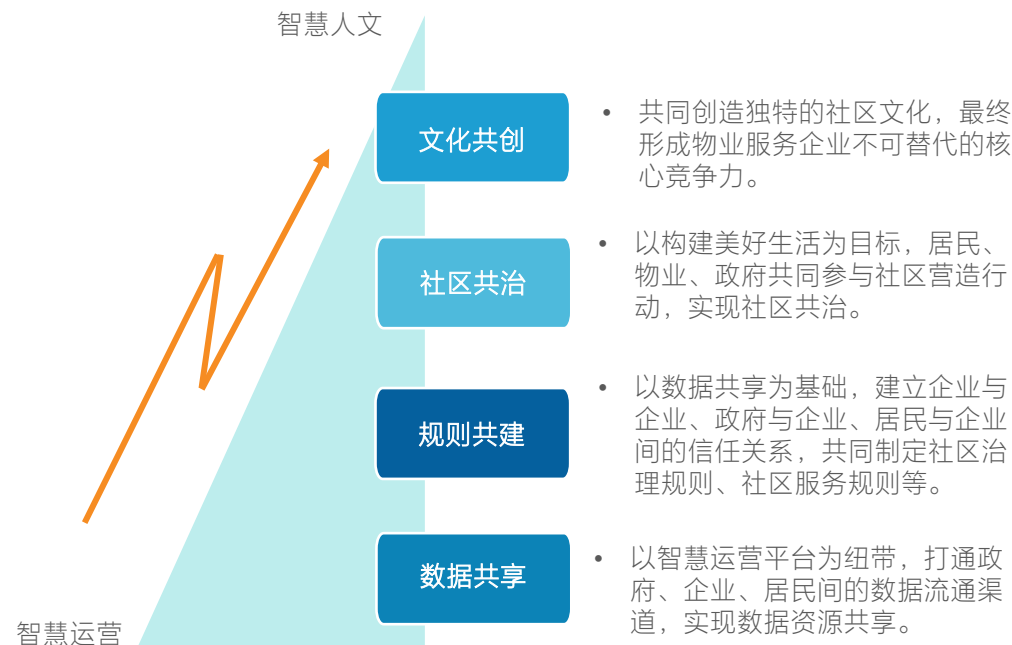 智慧人文
文化共创
• 共同创造独特的社区文化，最终
形成物业服务企业不可替代的核
心竞争力。
社区共治
• 以构建美好生活为目标，居民、
物业、政府共同参与社区营造行
动，实现社区共治。
规则共建
• 以数据共享为基础，建立企业与
企业、政府与企业、居民与企业
间的信任关系，共同制定社区治
理规则、社区服务规则等。
数据共享
• 以智慧运营平台为纽带，打通政
府、企业、居民间的数据流通渠
道，实现数据资源共享。
智慧运营